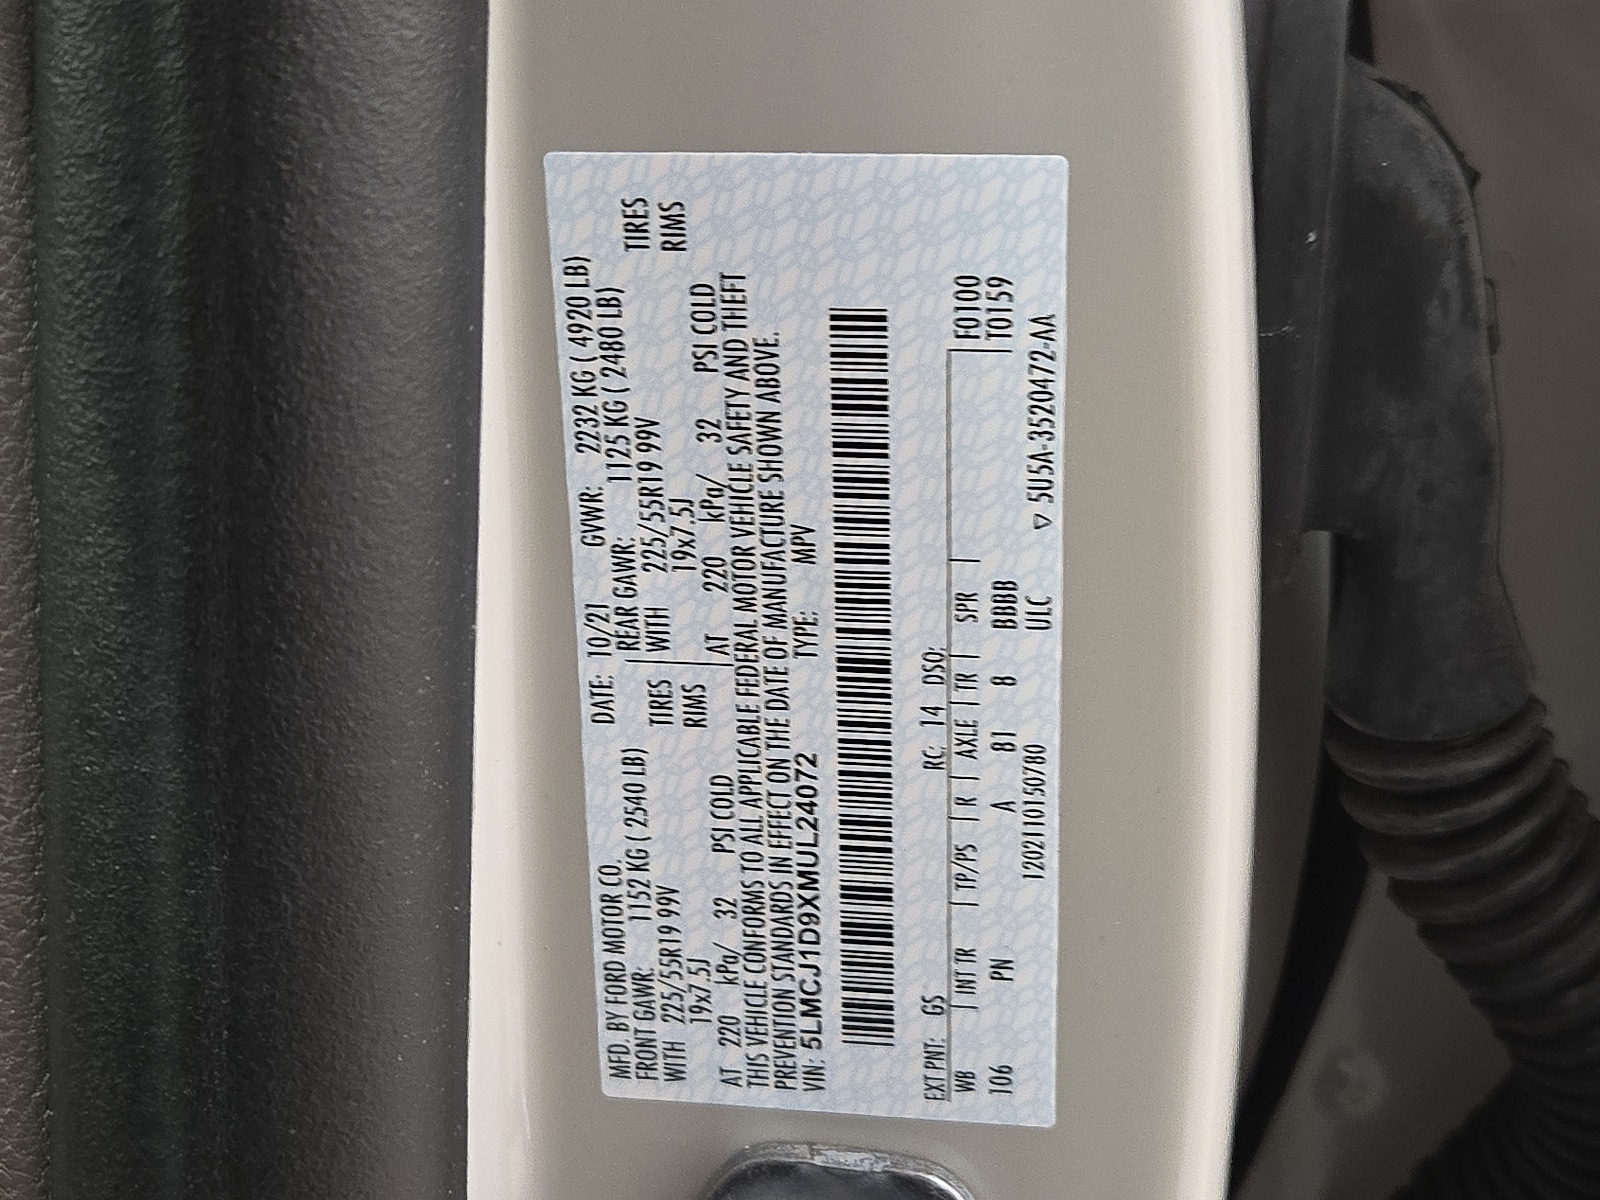 MFD. BY FORD MOTOR CO. DATE: 10/21 GVWR: 2232 KG ( 4920 LB)
FRONT GAWR: 1152 KG ( 2540 LB) REAR GAWR: 1125 KG ( 2480 LB)
WITH 225/55R19 99V TIRES WITH 225/55R19 99V TIRES
19x7.5J RIMS 19x7.5J RIMS
AT 220 kPa/ 32 PSI COLD AT 220 kPa/ 32 PSI COLD
THIS VEHICLE CONFORMS TO ALL APPLICABLE FEDERAL MOTOR VEHICLE SAFETY AND THEFT
PREVENTION STANDARDS IN EFFECT ON THE DATE OF MANUFACTURE SHOWN ABOVE.
VIN: 5LMCJ1D9XMUL24072 TYPE: MPV
EXT PNT: GS RC: 14 DSO: F0100
WB INT TR TP/PS R AXLE TR SPR T0159
106 PN A 81 8 BBBB
1202110150780 ULC ▽ 5U5A-3520472-AA